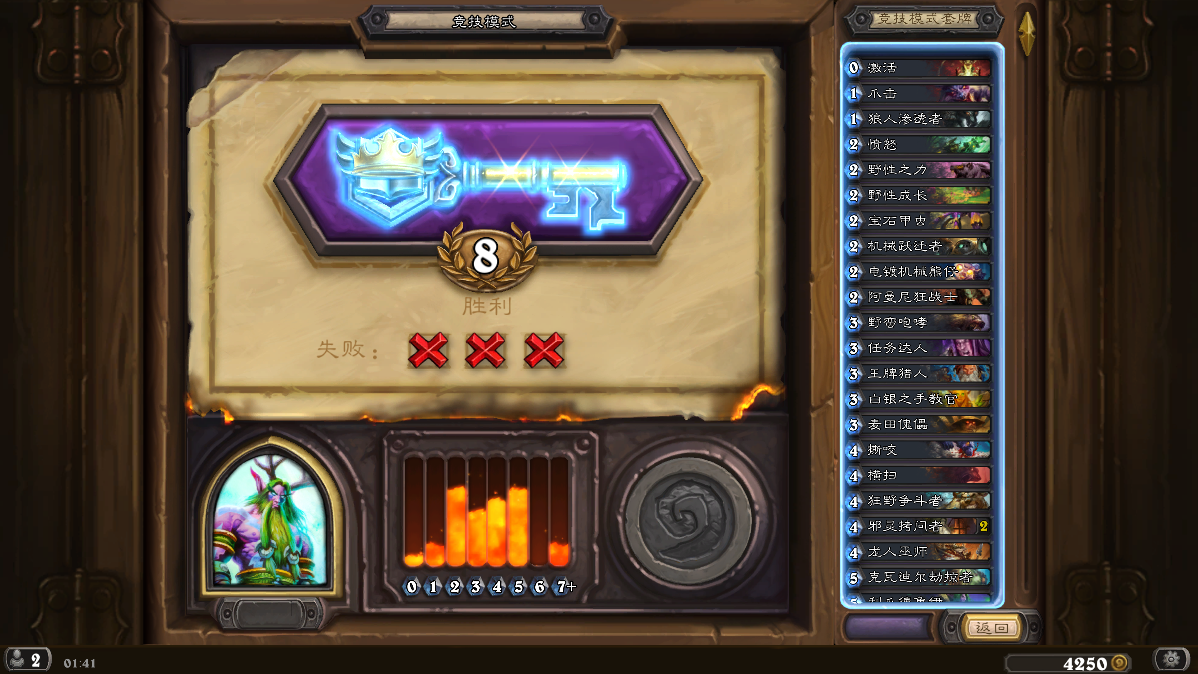 竞技模式
8
胜利
失败：
0 1 2 3 4 5 6 7+
竞技模式套牌
0 激活
1 爪击
1 狼人渗透者
2 愤怒
2 野性之力
2 野性成长
2 宝石甲虫
2 机械跃迁者
2 电镀机械熊仔
2 阿曼尼狂战士
3 野蛮咆哮
3 任务达人
3 王牌猎人
3 白银之手教官
3 麦田傀儡
4 撕咬
4 横扫
4 狂野争斗者
4 邪灵拷问者 2
4 龙人巫师
5 克瓦迪尔劫掠者
返回
2 01:41
4250